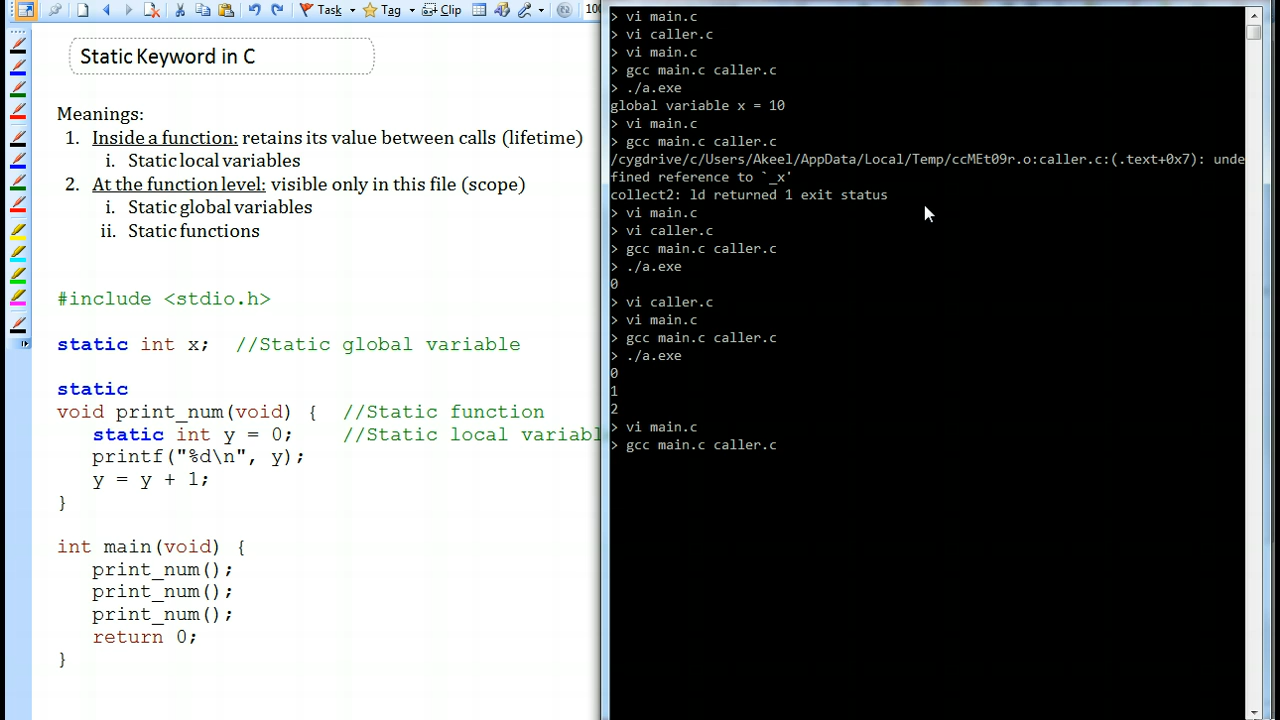 Task
Tag
Clip
100
Static Keyword in C
Meanings:
1. Inside a function: retains its value between calls (lifetime)
i. Static local variables
2. At the function level: visible only in this file (scope)
i. Static global variables
ii. Static functions
#include <stdio.h>
static int x; //Static global variable
static
void print_num(void) { //Static function
static int y = 0; //Static local variabl
printf("%d\n", y);
y = y + 1;
}
int main(void) {
print_num();
print_num();
print_num();
return 0;
}
> vi main.c
> vi caller.c
> vi main.c
> gcc main.c caller.c
> ./a.exe
global variable x = 10
> vi main.c
> gcc main.c caller.c
/cygdrive/c/Users/Akeel/AppData/Local/Temp/ccMEt09r.o:caller.c:(.text+0x7): unde
fined reference to `_x'
collect2: ld returned 1 exit status
> vi main.c
> vi caller.c
> gcc main.c caller.c
> ./a.exe
0
> vi caller.c
> vi main.c
> gcc main.c caller.c
> ./a.exe
0
1
2
> vi main.c
> gcc main.c caller.c